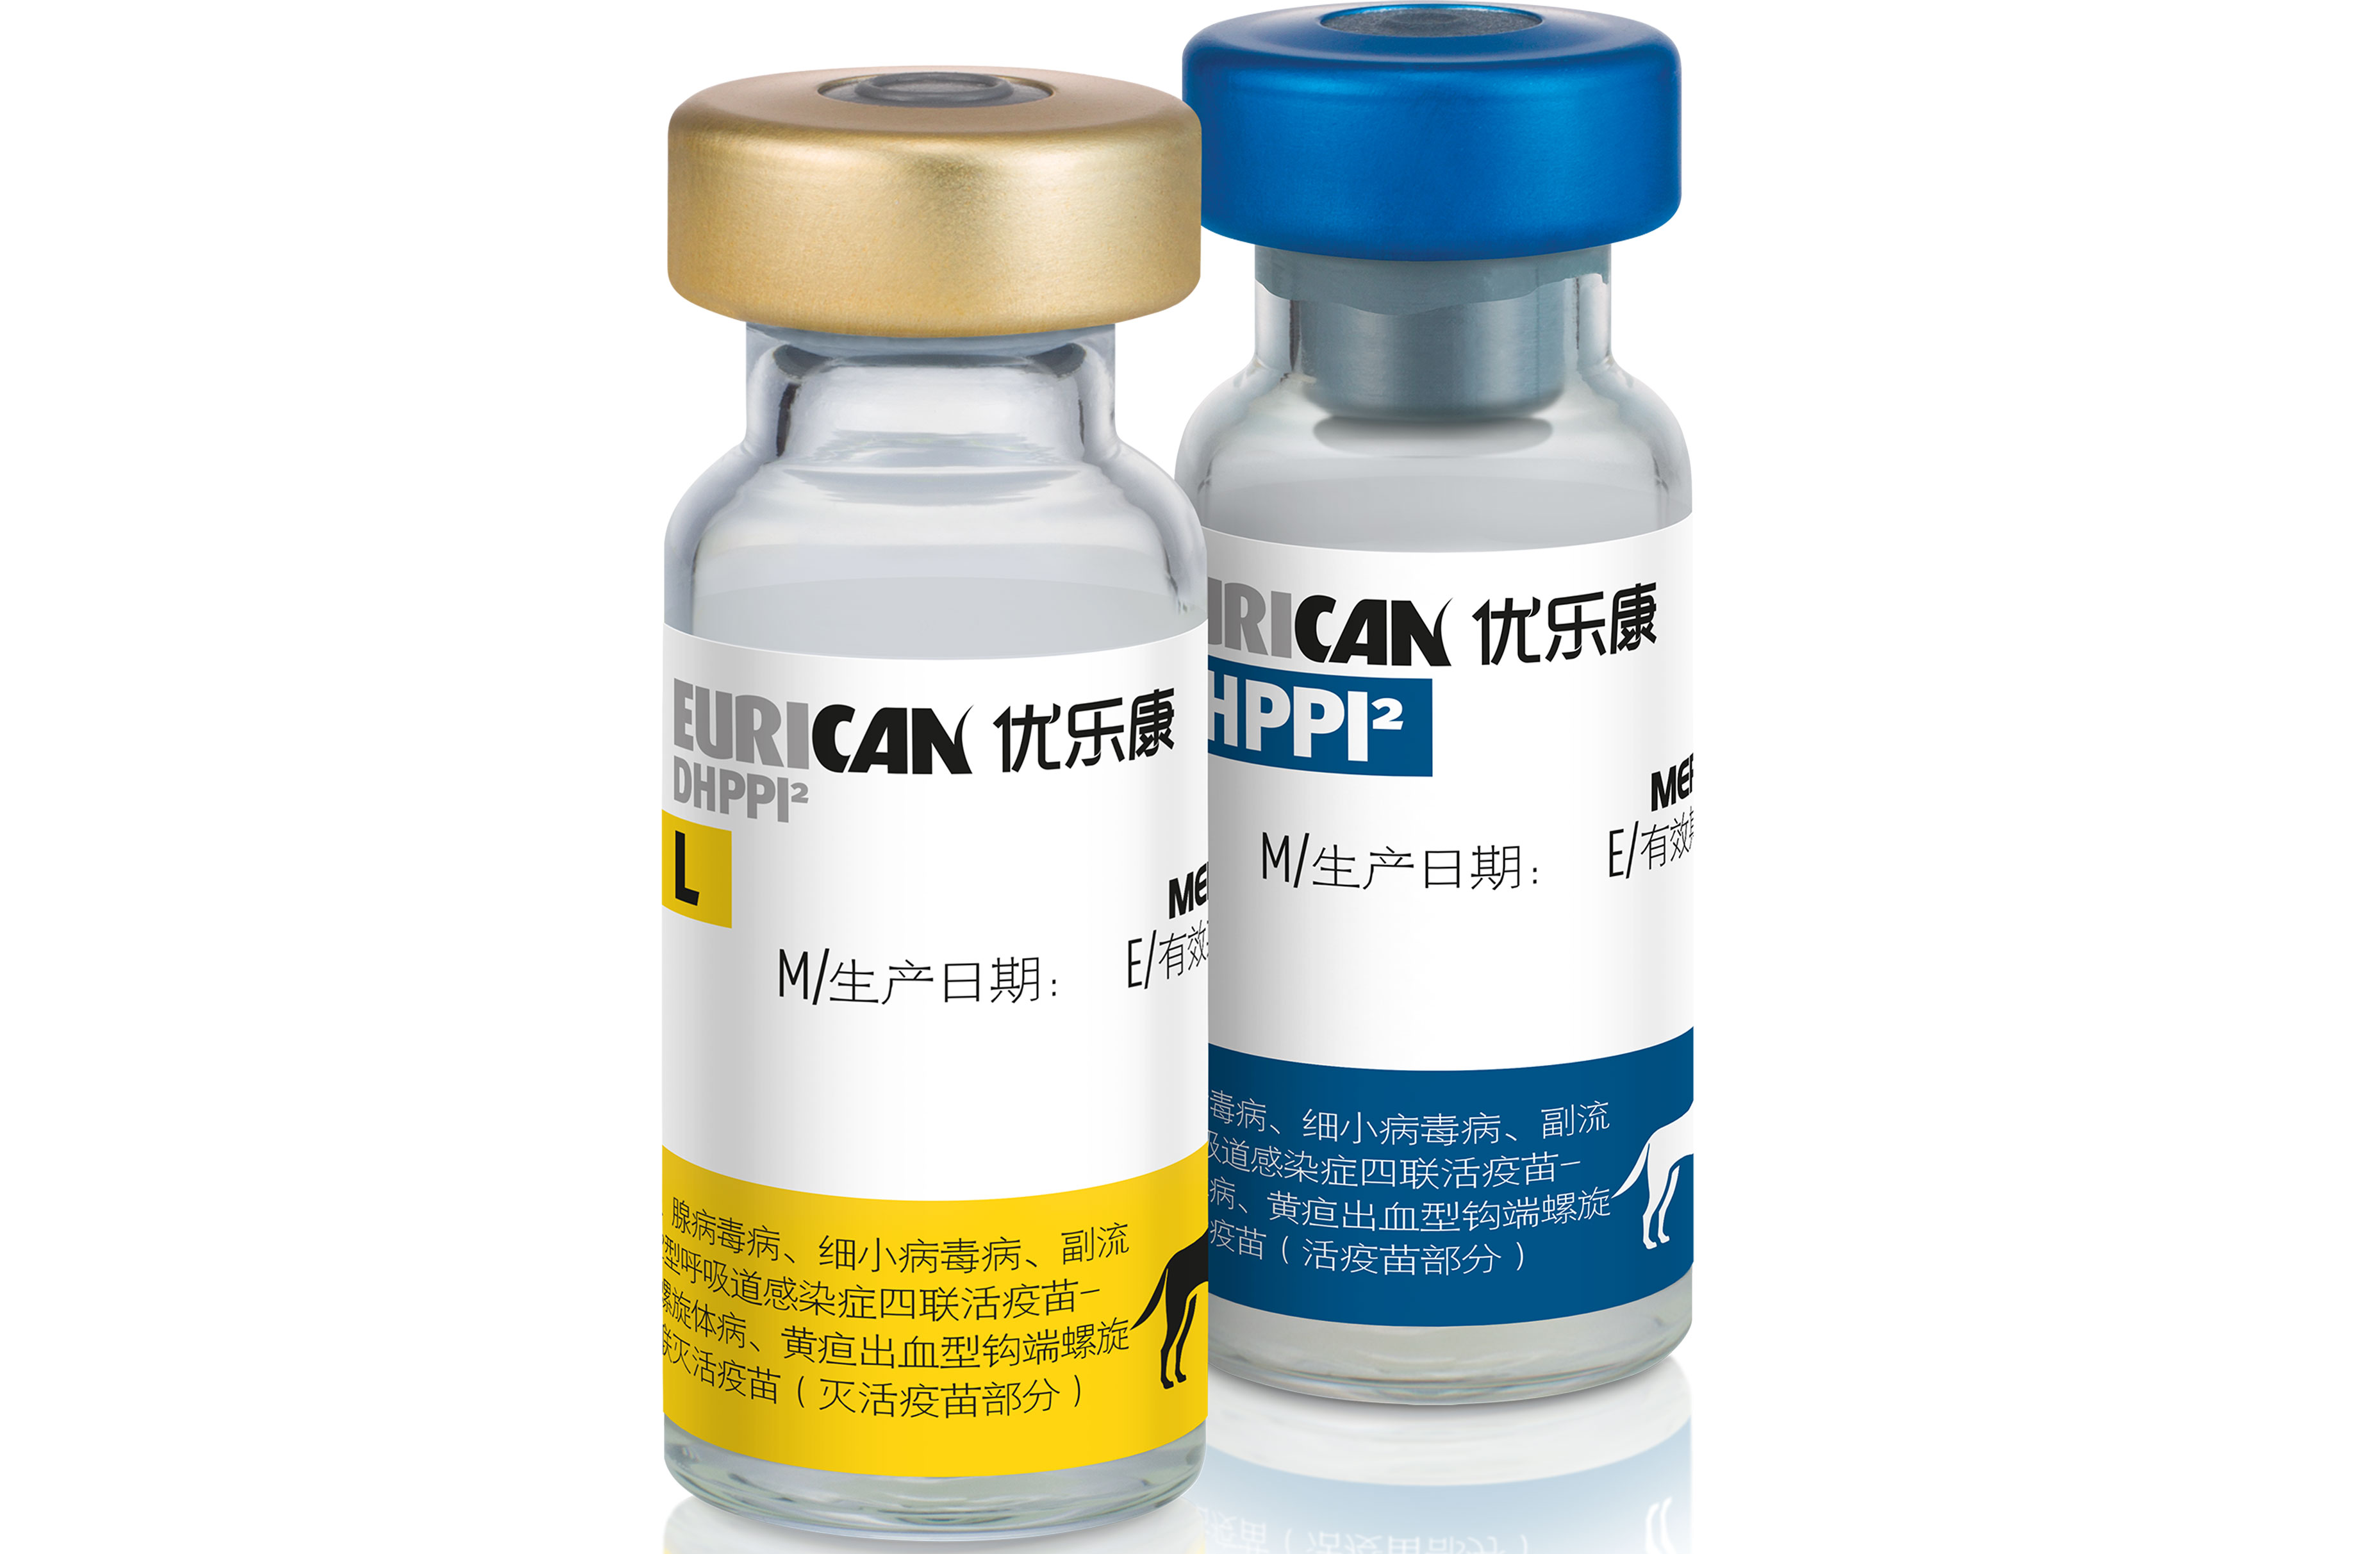 EURICAN 优乐康
DHPPI²
L
M/生产日期：
E/有效
腺病毒病、细小病毒病、副流
型呼吸道感染症四联活疫苗-
螺旋体病、黄疸出血型钩端螺旋
联灭活疫苗（灭活疫苗部分）
URICAN 优乐康
HPPI²
M/生产日期：
E/有效期
毒病、细小病毒病、副流
吸道感染症四联活疫苗-
病、黄疸出血型钩端螺旋
疫苗（活疫苗部分）